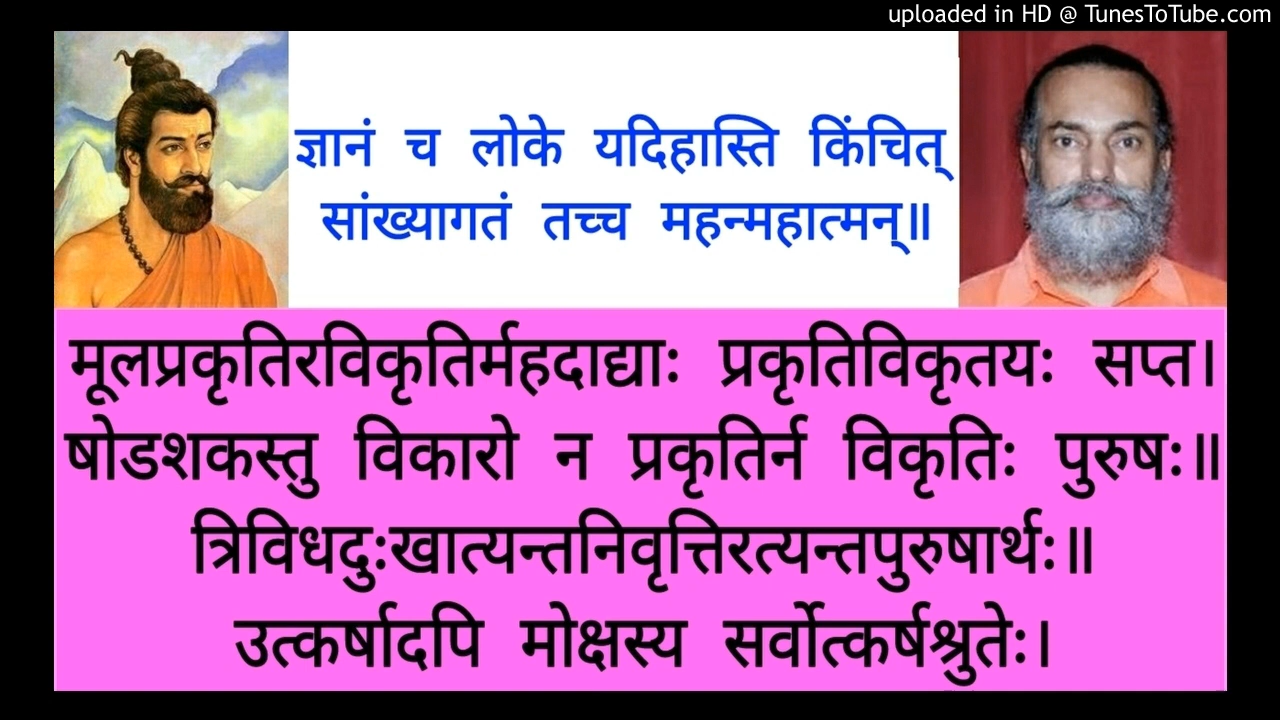 uploaded in HD @ TunesToTube.com
ज्ञानं च लोके यदिहास्ति किंचित्
सांख्यागतं तच्च महन्महात्मन्॥
मूलप्रकृतिरविकृतिर्महदाद्याः प्रकृतिविकृतयः सप्त।
षोडशकस्तु विकारो न प्रकृतिर्न विकृतिः पुरुषः॥
त्रिविधदुःखात्यन्तनिवृत्तिरत्यन्तपुरुषार्थः॥
उत्कर्षादपि मोक्षस्य सर्वोत्कर्षश्रुतेः।